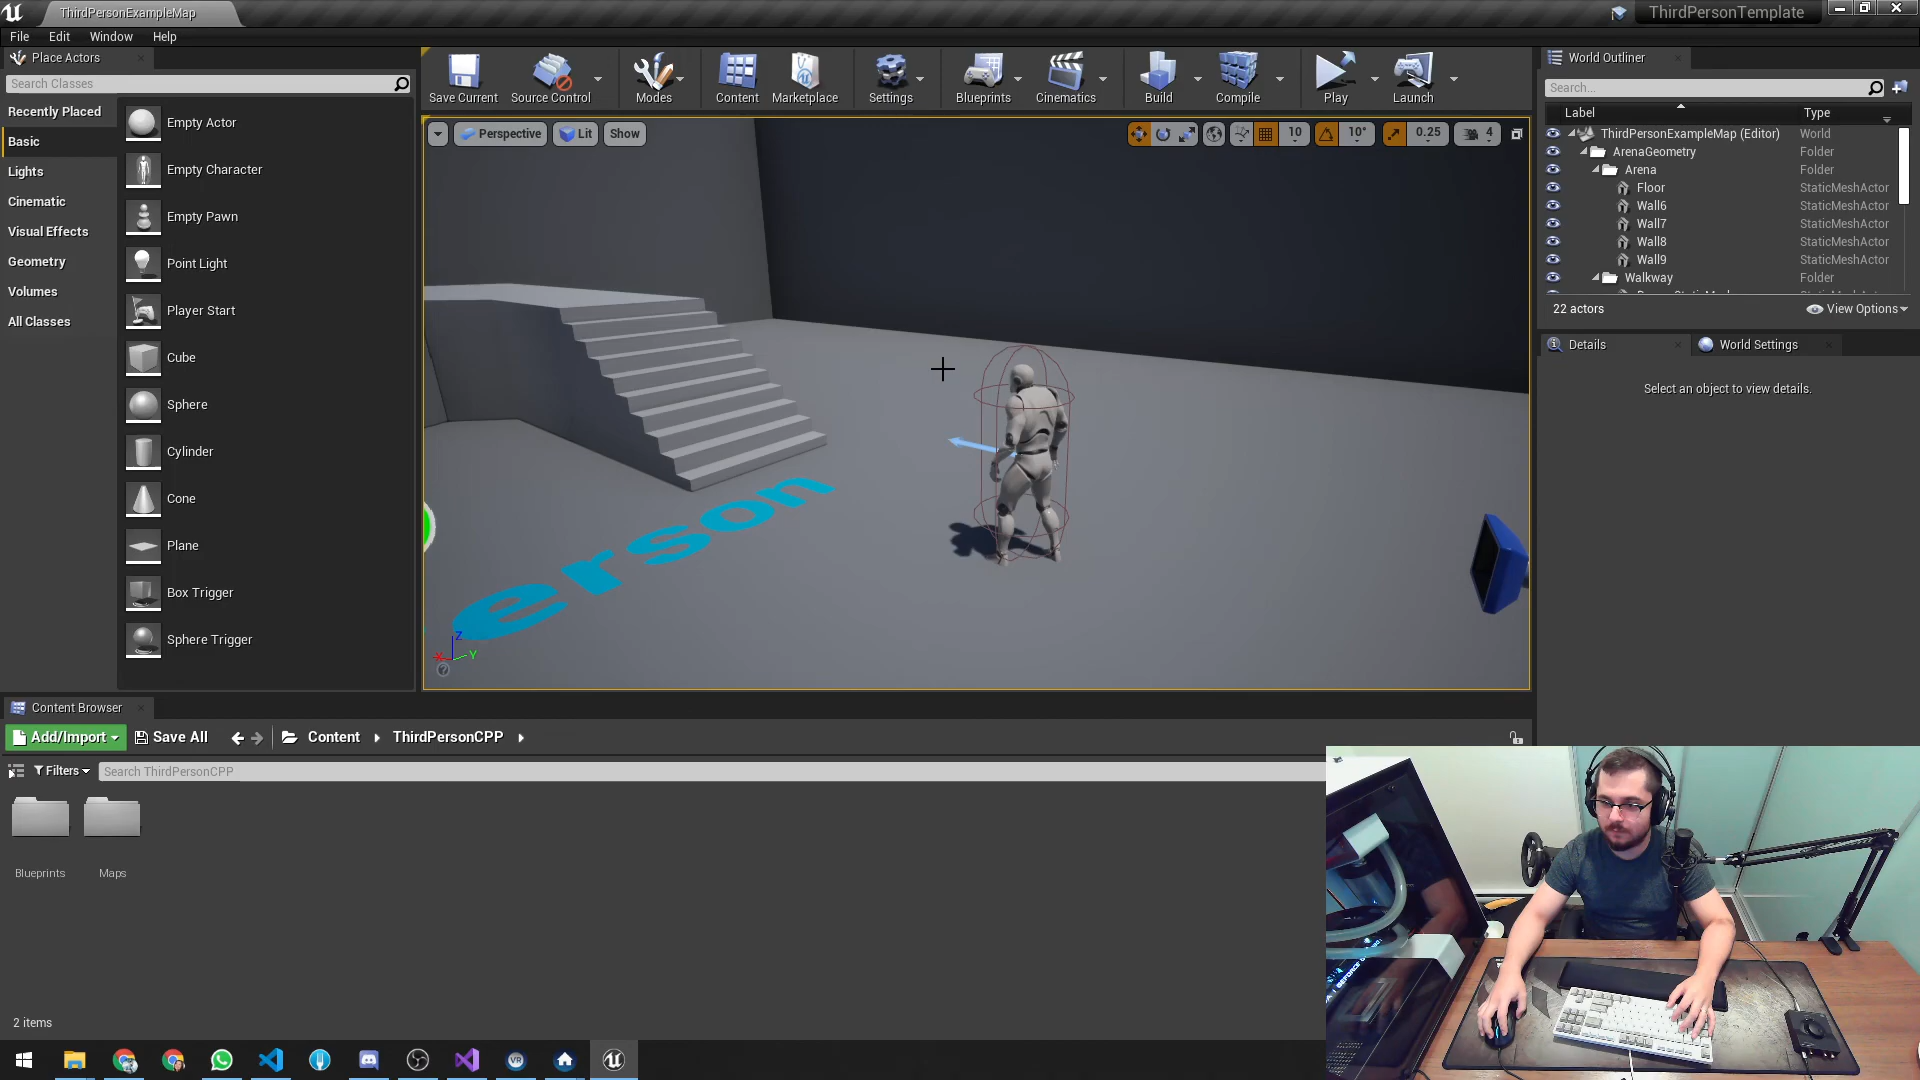 ThirdPersonExampleMap
ThirdPersonTemplate
File Edit Window Help
Place Actors
Search Classes
Recently Placed
Basic
Lights
Cinematic
Visual Effects
Geometry
Volumes
All Classes
Empty Actor
Empty Character
Empty Pawn
Point Light
Player Start
Cube
Sphere
Cylinder
Cone
Plane
Box Trigger
Sphere Trigger
Save Current Source Control Modes Content Marketplace Settings Blueprints Cinematics Build Compile Play Launch
Perspective Lit Show
10 10° 0.25 4
erson
Z
X Y
World Outliner
Search...
Label Type
ThirdPersonExampleMap (Editor) World
ArenaGeometry Folder
Arena Folder
Floor StaticMeshActor
Wall6 StaticMeshActor
Wall7 StaticMeshActor
Wall8 StaticMeshActor
Wall9 StaticMeshActor
Walkway Folder
22 actors View Options
Details World Settings
Select an object to view details.
Content Browser
Add/Import Save All Content ThirdPersonCPP
Filters Search ThirdPersonCPP
Blueprints Maps
2 items
VR